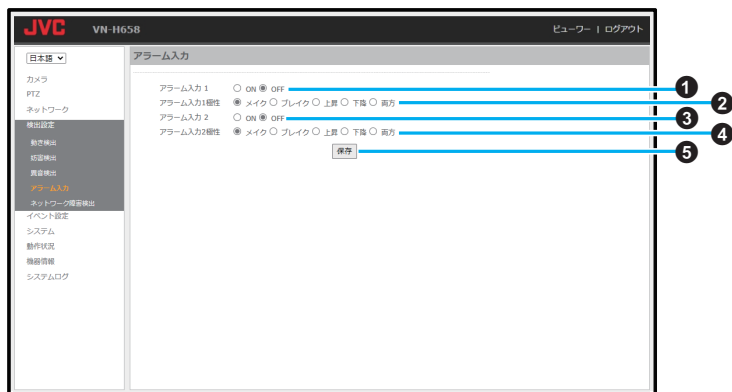 JVC VN-H658 ビューワー | ログアウト
日本語
アラーム入力
カメラ
PTZ
ネットワーク
検出設定
動き検出
妨害検出
異音検出
アラーム入力
ネットワーク障害検出
イベント設定
システム
動作状況
機器情報
システムログ
アラーム入力 1 ON OFF 1
アラーム入力1極性 メイク ブレイク 上昇 下降 両方 2
アラーム入力 2 ON OFF 3
アラーム入力2極性 メイク ブレイク 上昇 下降 両方 4
保存 5